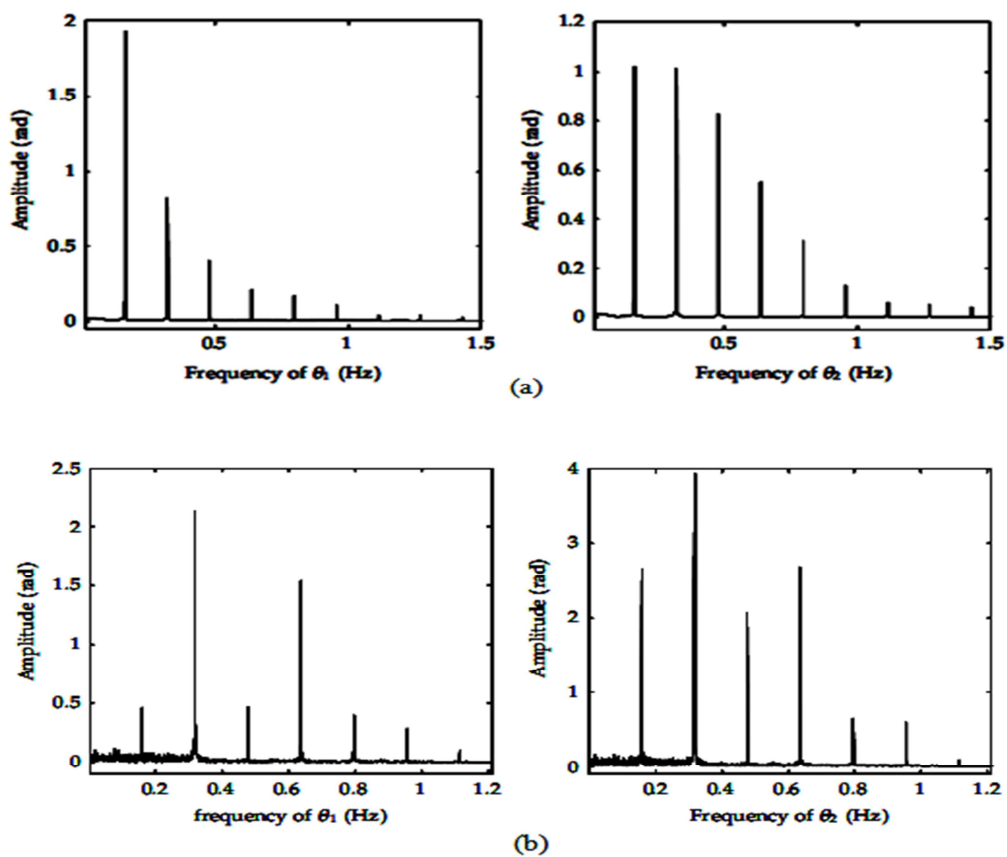 2
1.5
1
0.5
0
Amplitude (rad)
0.5 1 1.5
Frequency of θ1 (Hz)
1.2
1
0.8
0.6
0.4
0.2
0
Amplitude (rad)
0.5 1 1.5
Frequency of θ2 (Hz)
(a)
2.5
2
1.5
1
0.5
0
Amplitude (rad)
0.2 0.4 0.6 0.8 1 1.2
frequency of θ1 (Hz)
4
3
2
1
0
Amplitude (rad)
0.2 0.4 0.6 0.8 1 1.2
Frequency of θ2 (Hz)
(b)